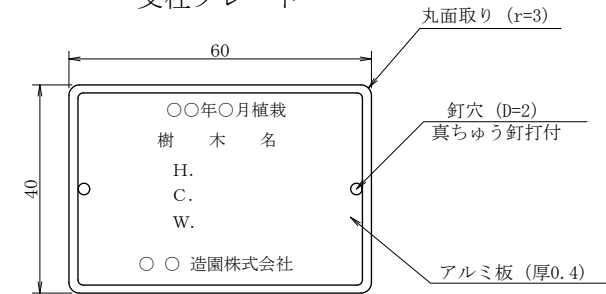 支柱プレート
丸面取り (r=3)
60
釘穴 (D=2)
真ちゅう釘打付
40
○○年○月植栽
樹 木 名
H.
C.
W.
○ ○ 造園株式会社
アルミ板 (厚0.4)